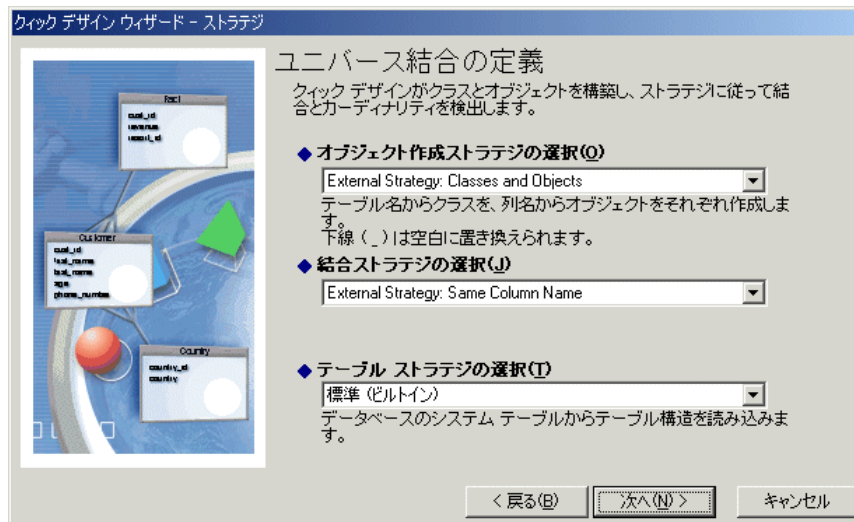 クィック デザイン ウィザード - ストラテジ
ユニバース結合の定義
クィック デザインがクラスとオブジェクトを構築し、ストラテジに従って結
合とカーディナリティを検出します。
オブジェクト作成ストラテジの選択(O)
External Strategy: Classes and Objects
テーブル名からクラスを、列名からオブジェクトをそれぞれ作成しま
す。
下線 ( _ ) は空白に置き換えられます。
結合ストラテジの選択(J)
External Strategy: Same Column Name
テーブル ストラテジの選択(T)
標準 (ビルトイン)
データベースのシステム テーブルからテーブル構造を読み込みま
す。
Fact
cust_id
revenue
Customer
cust_id
first_name
last_name
age
phone_number
Country
country_id
country
< 戻る(B)
次へ(N) >
キャンセル